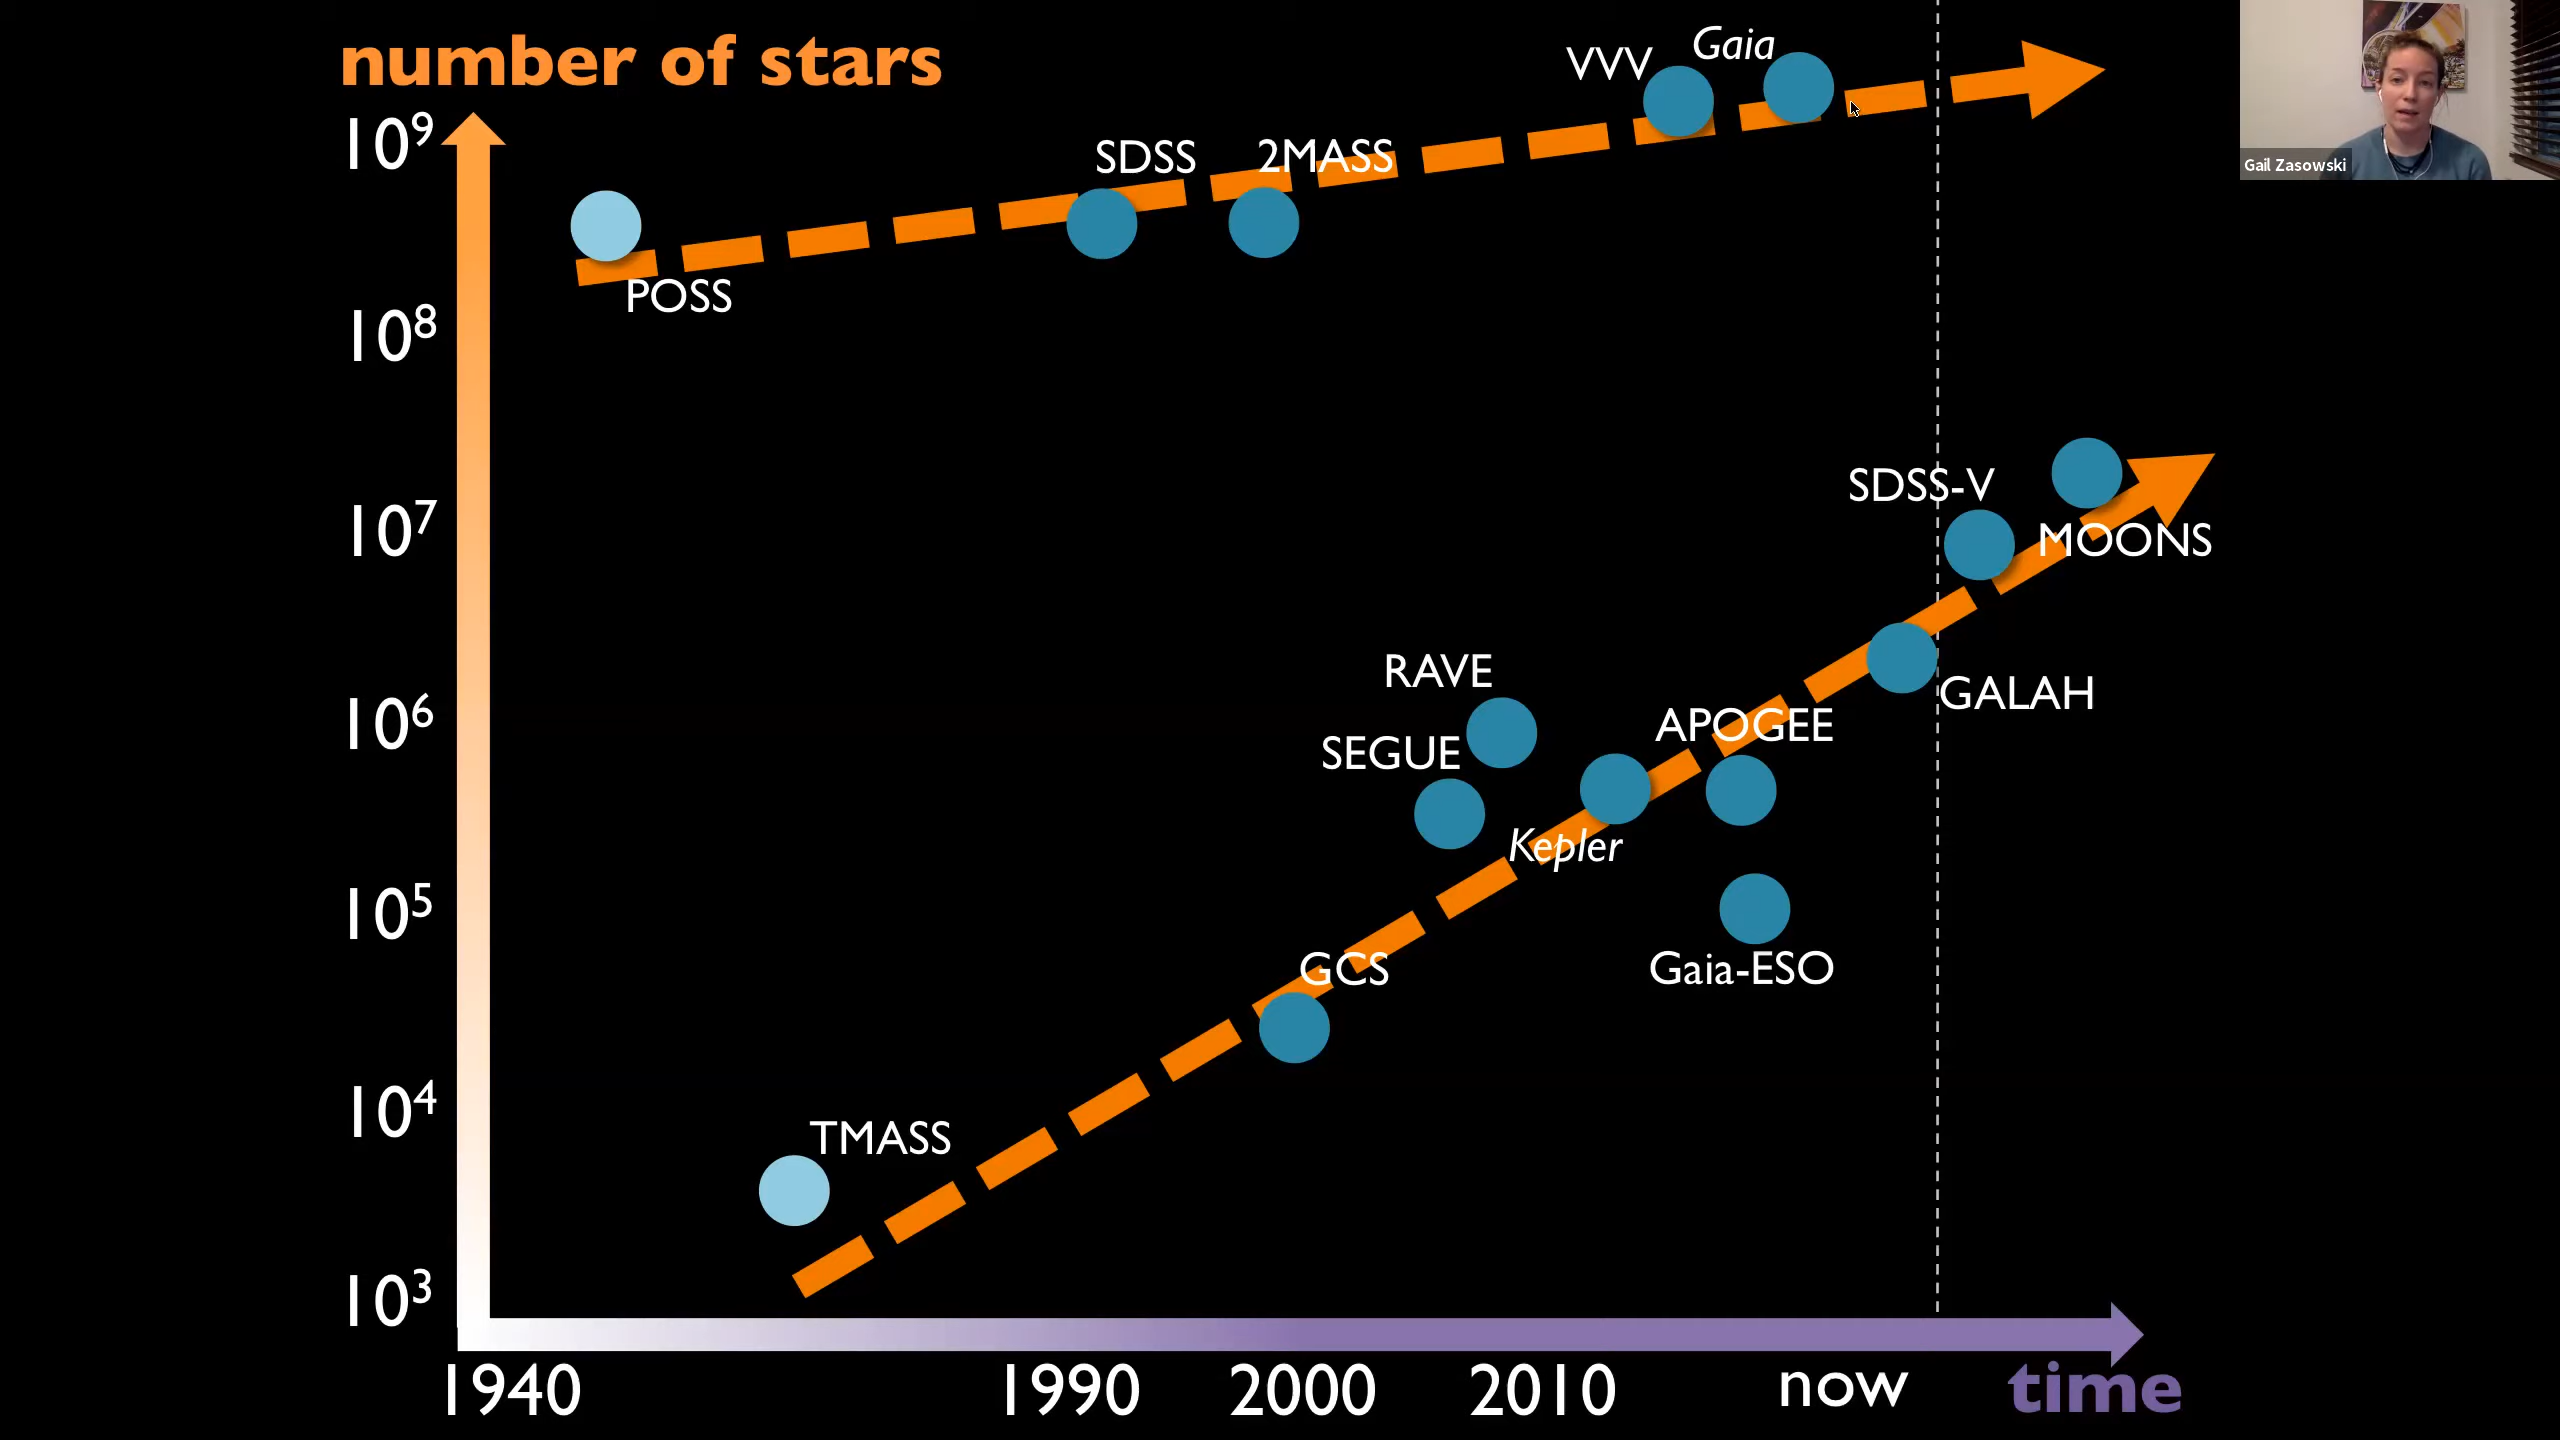 number of stars
10⁹
10⁸
10⁷
10⁶
10⁵
10⁴
10³
VVV
Gaia
SDSS
2MASS
POSS
SDSS-V
MOONS
RAVE
GALAH
APOGEE
SEGUE
Kepler
GCS
Gaia-ESO
TMASS
1940
1990
2000
2010
now
time
Gail Zasowski